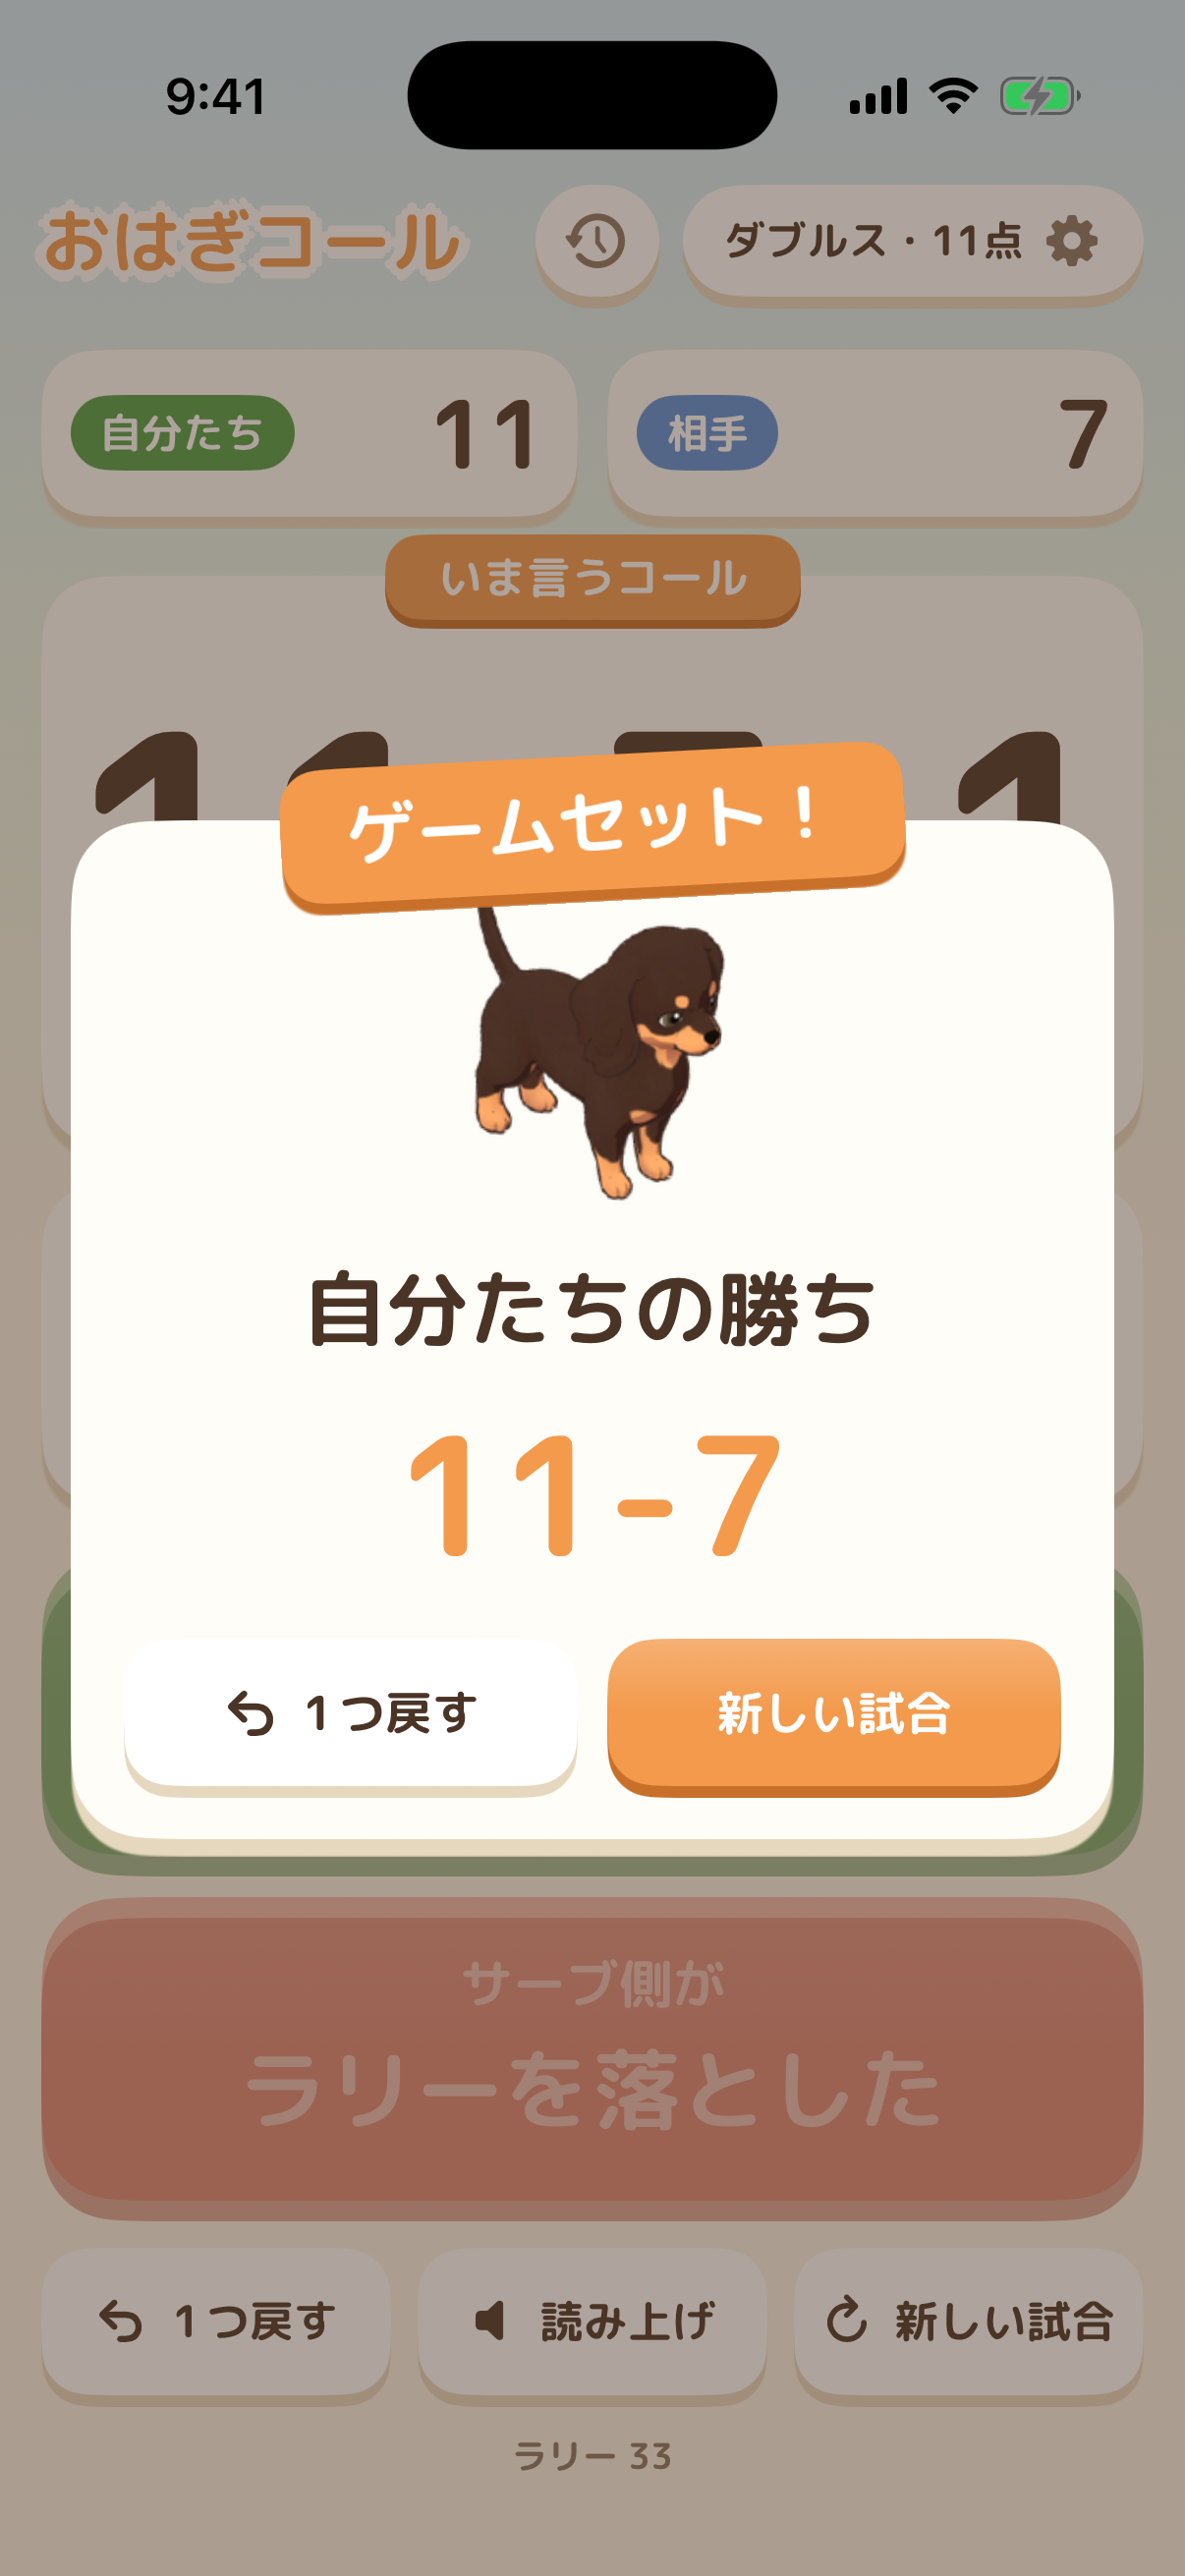 9:41
おはぎコール
ダブルス・11点
自分たち
11
相手
7
いま言うコール
ゲームセット！
自分たちの勝ち
11-7
1つ戻す
新しい試合
サーブ側が
ラリーを落とした
1つ戻す
読み上げ
新しい試合
ラリー 33